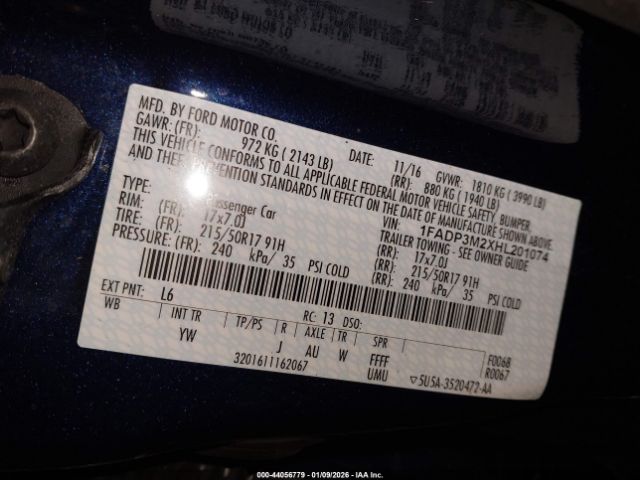 MFD. BY FORD MOTOR CO.
DATE: 11/16 GVWR: 1810 KG ( 3990 LB)
GAWR: (FR): 972 KG ( 2143 LB) (RR): 880 KG ( 1940 LB)
THIS VEHICLE CONFORMS TO ALL APPLICABLE FEDERAL MOTOR VEHICLE SAFETY, BUMPER,
AND THEFT PREVENTION STANDARDS IN EFFECT ON THE DATE OF MANUFACTURE SHOWN ABOVE.
VIN: 1FADP3M2XHL201074
TYPE: Passenger Car TRAILER TOWING - SEE OWNER GUIDE
RIM: (FR) 17x7.0J (RR): 17x7.0J
TIRE: (FR): 215/50R17 91H (RR): 215/50R17 91H
PRESSURE: (FR): 240 kPa/ 35 PSI COLD (RR): 240 kPa/ 35 PSI COLD
EXT PNT: L6 RC: 13 DSO:
WB INT TR TP/PS R AXLE TR SPR F0068
YW J AU W FFFF R0067
UMU
3201611162067 5U5A-3520472-AA
000-44056779 - 01/09/2026 - IAA Inc.